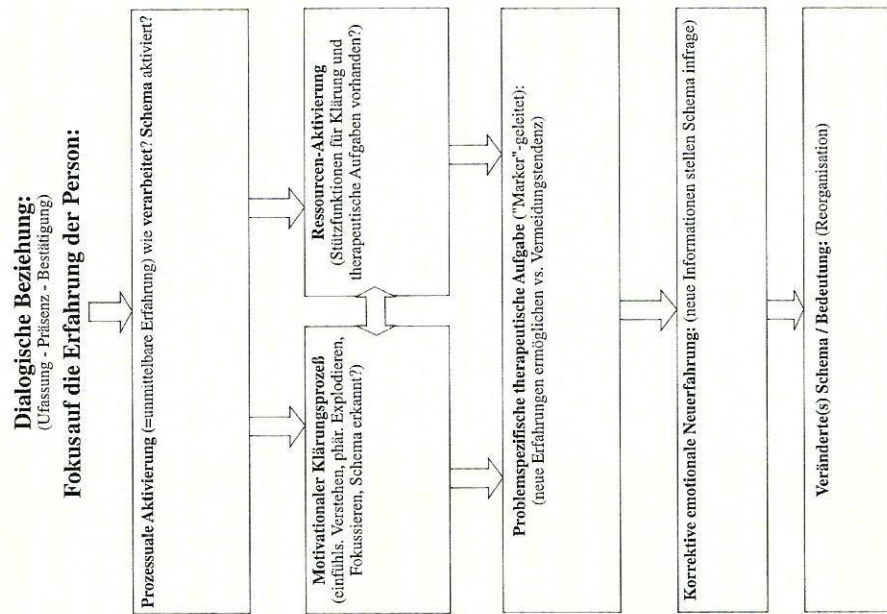 Dialogische Beziehung:
(Ufassung - Präsenz - Bestätigung)
Fokusauf die Erfahrung der Person:
Prozessuale Aktivierung (=unmittelbare Erfahrung) wie verarbeitet? Schema aktiviert?
Motivationaler Klärungsprozeß
(einfühls. Verstehen, phär. Explodieren,
Fokussieren, Schema erkannt?)
Ressourcen-Aktivierung
(Stützfunktionen für Klärung und
therapeutische Aufgaben vorhanden?)
Problemspezifische therapeutische Aufgabe ("Marker"-geleitet):
(neue Erfahrungen ermöglichen vs. Vermeidungstendenz)
Korrektive emotionale Neuerfahrung: (neue Informationen stellen Schema infrage)
Veränderte(s) Schema / Bedeutung: (Reorganisation)